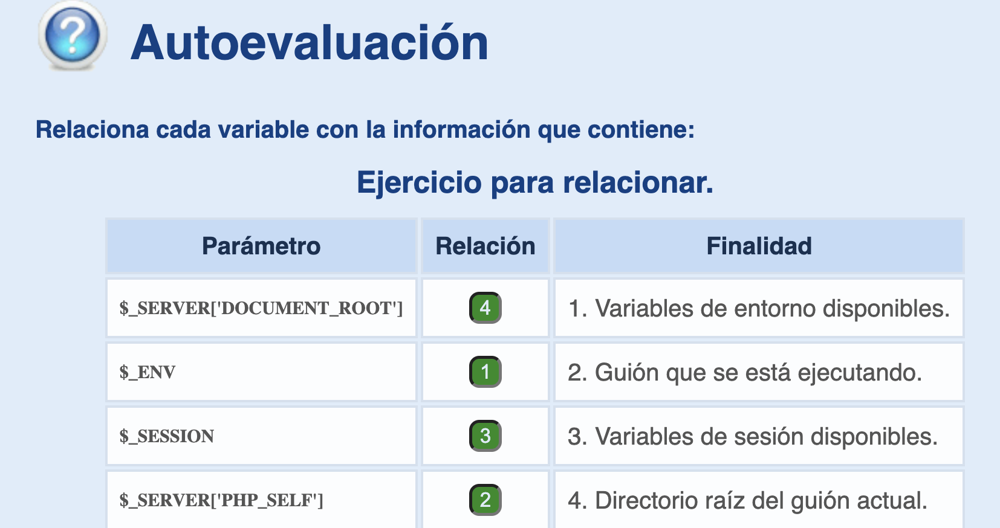 Autoevaluación
Relaciona cada variable con la información que contiene:
Ejercicio para relacionar.
Parámetro Relación Finalidad
$_SERVER['DOCUMENT_ROOT'] 4 1. Variables de entorno disponibles.
$_ENV 1 2. Guión que se está ejecutando.
$_SESSION 3 3. Variables de sesión disponibles.
$_SERVER['PHP_SELF'] 2 4. Directorio raíz del guión actual.